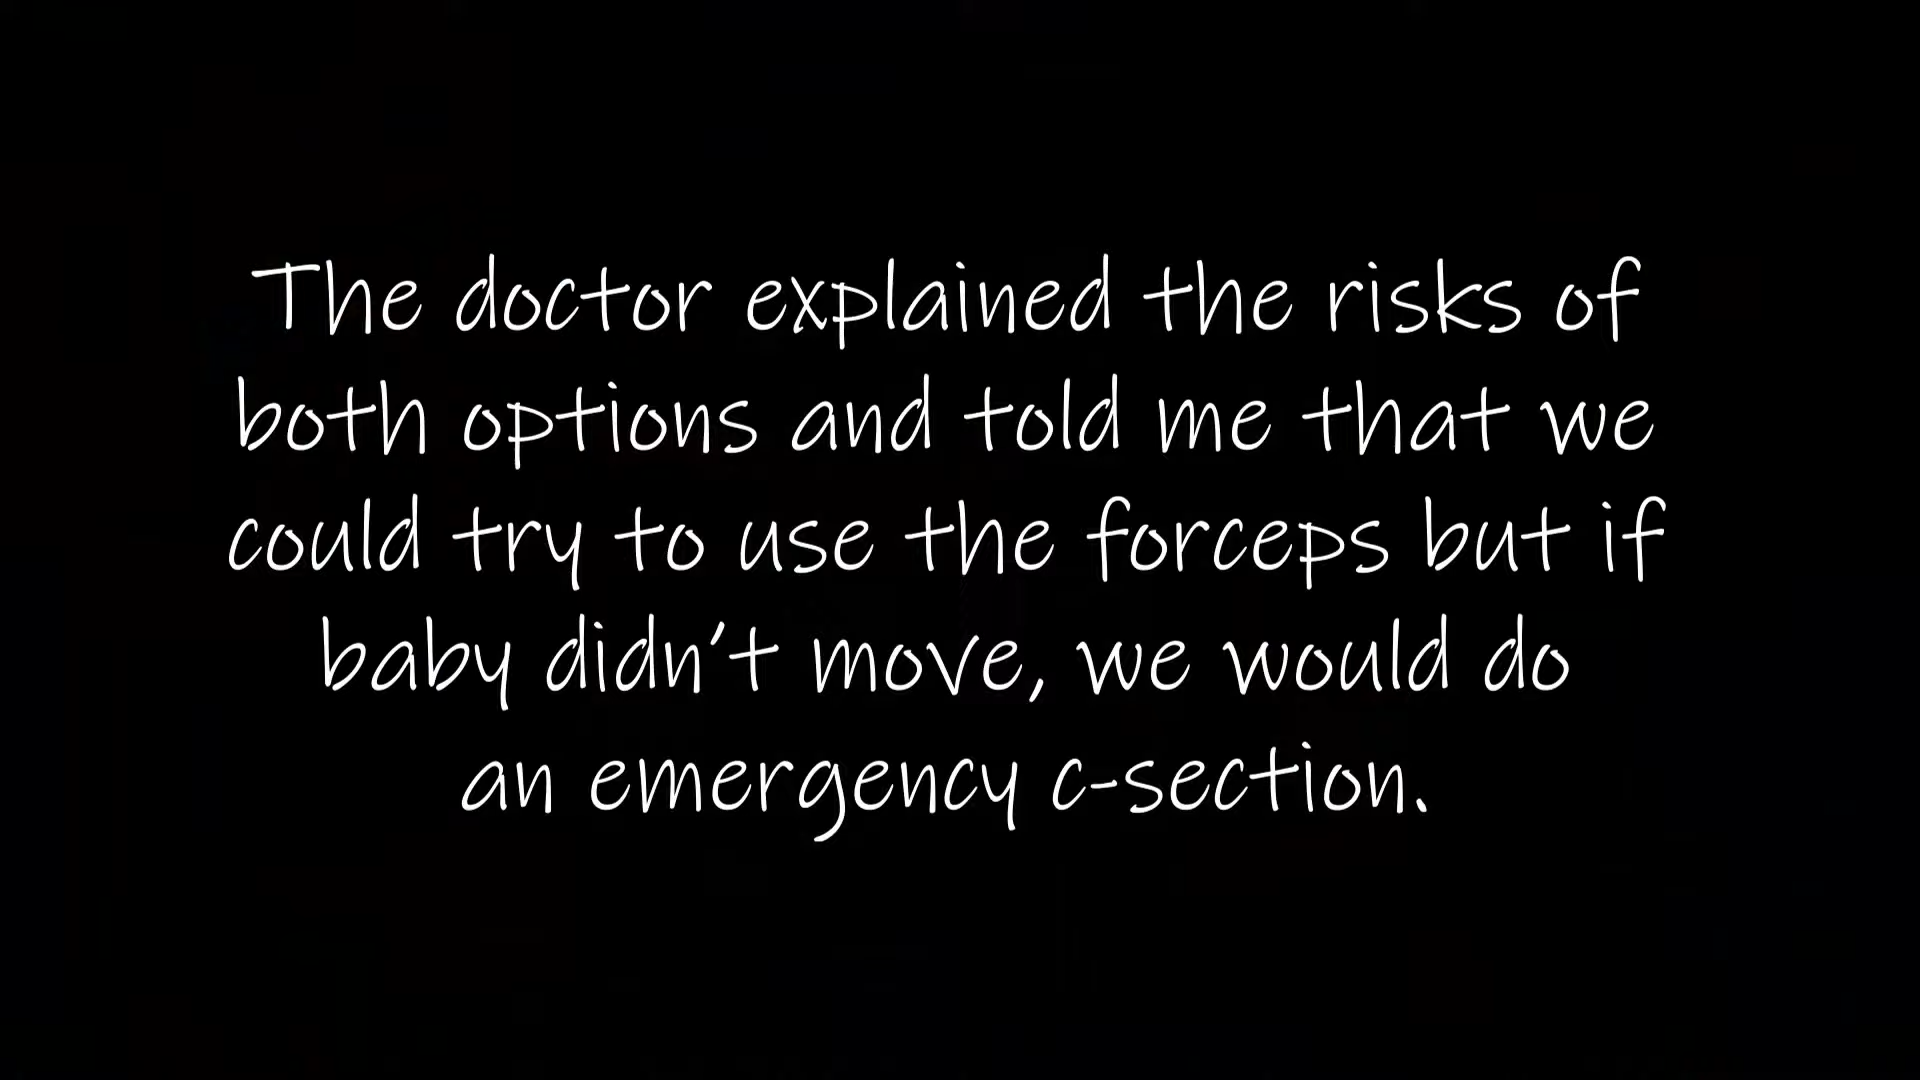 The doctor explained the risks of
both options and told me that we
could try to use the forceps but if
baby didn't move, we would do
an emergency c-section.